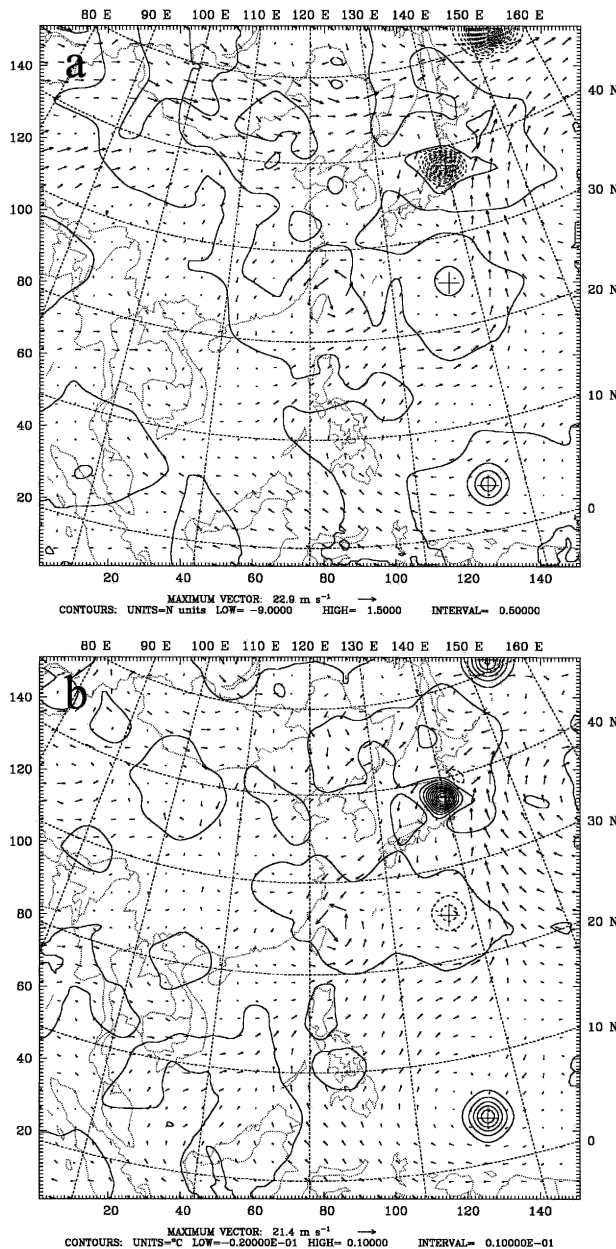 80 E 90 E 100 E 110 E 120 E 130 E 140 E 150 E 160 E
a
140
120
100
80
60
40
20
40 N
30 N
20 N
10 N
0
20 40 60 80 100 120 140
MAXIMUM VECTOR: 22.9 m s⁻¹
CONTOURS: UNITS=N units LOW= −9.0000 HIGH= 1.5000 INTERVAL= 0.50000
80 E 90 E 100 E 110 E 120 E 130 E 140 E 150 E 160 E
b
140
120
100
80
60
40
20
40 N
30 N
20 N
10 N
0
20 40 60 80 100 120 140
MAXIMUM VECTOR: 21.4 m s⁻¹
CONTOURS: UNITS=°C LOW=−0.20000E−01 HIGH= 0.10000 INTERVAL= 0.10000E−01